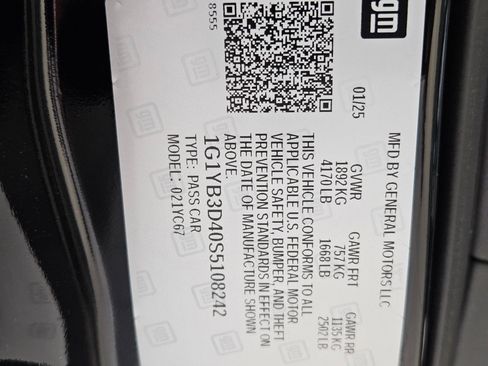 gm
8555
MFD BY GENERAL MOTORS LLC
01/25
GVWR GAWR FRT GAWR RR
1892 KG 757 KG 1135 KG
4170 LB 1668 LB 2502 LB
THIS VEHICLE CONFORMS TO ALL
APPLICABLE U.S. FEDERAL MOTOR
VEHICLE SAFETY, BUMPER, AND THEFT
PREVENTION STANDARDS IN EFFECT ON
THE DATE OF MANUFACTURE SHOWN
ABOVE.
1G1YB3D40S5108242
TYPE: PASS CAR
MODEL: 021YC67